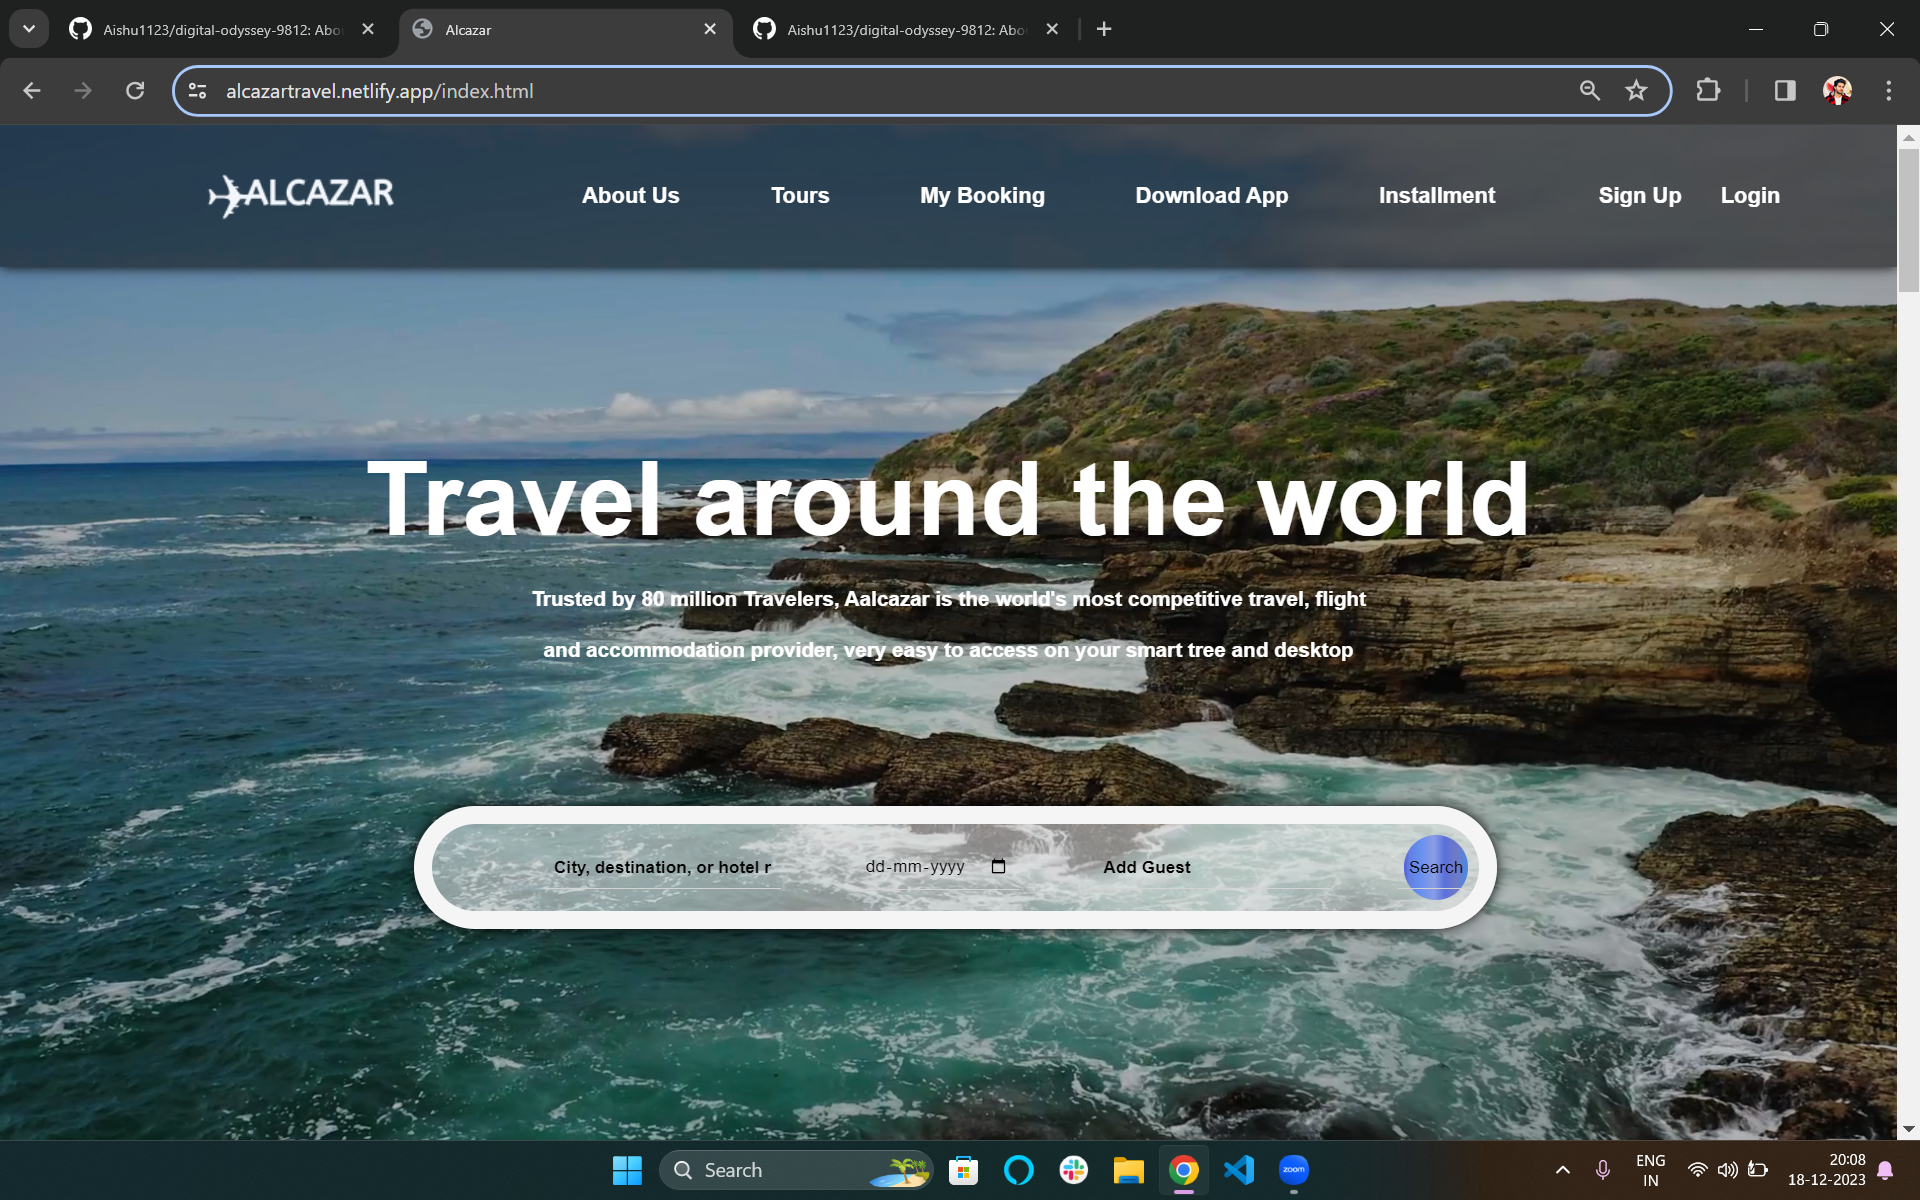 Aishu1123/digital-odyssey-9812: Abo
Alcazar
Aishu1123/digital-odyssey-9812: Abo
alcazartravel.netlify.app/index.html
ALCAZAR
About Us
Tours
My Booking
Download App
Installment
Sign Up
Login
Travel around the world
Trusted by 80 million Travelers, Aalcazar is the world's most competitive travel, flight
and accommodation provider, very easy to access on your smart tree and desktop
City, destination, or hotel r
dd-mm-yyyy
Add Guest
Search
Search
zoom
ENG
IN
20:08
18-12-2023